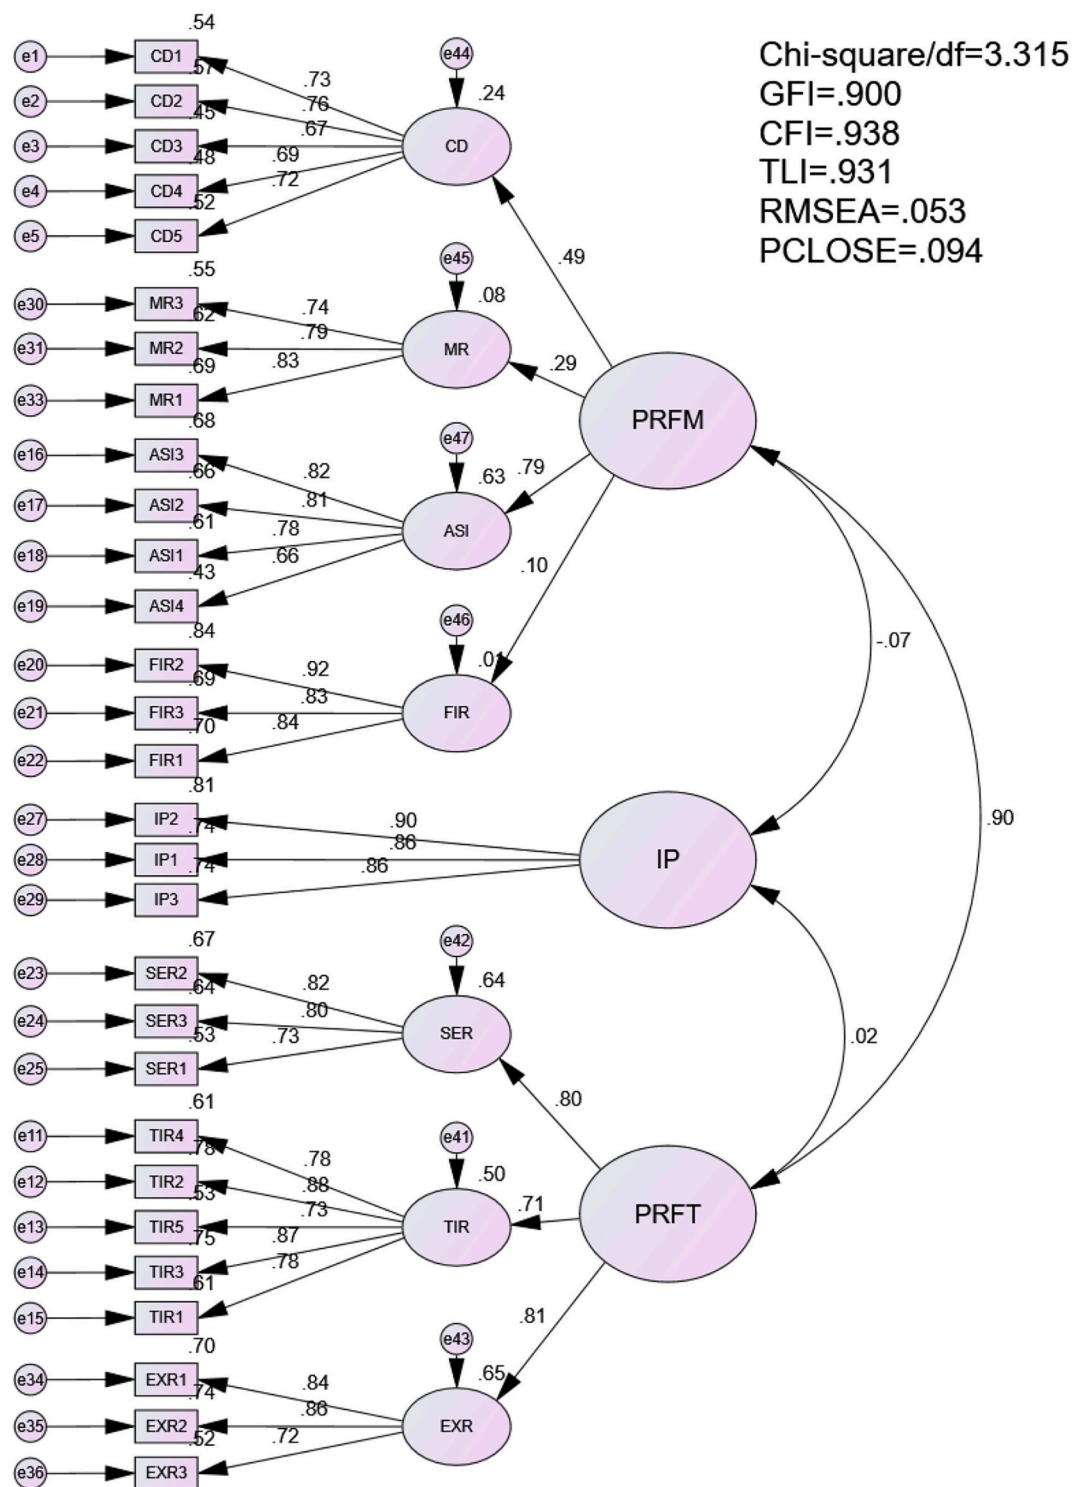 Chi-square/df=3.315
GFI=.900
CFI=.938
TLI=.931
RMSEA=.053
PCLOSE=.094
.54
e1 CD1
.73
.57
e2 CD2
.76
.45
e3 CD3
.67
.48
e4 CD4
.69
.52
e5 CD5
.72
e44
.24
CD
.49
.55
e30 MR3
.74
.62
e31 MR2
.79
.69
e33 MR1
.83
e45
.08
MR
.29
PRFM
.68
e16 ASI3
.82
.66
e17 ASI2
.81
.61
e18 ASI1
.78
.43
e19 ASI4
.66
e47
.63
ASI
.79
.10
.84
e20 FIR2
.92
.69
e21 FIR3
.83
.70
e22 FIR1
.84
e46
.01
FIR
-.07
.81
e27 IP2
.90
.74
e28 IP1
.86
.74
e29 IP3
.86
IP
.90
.67
e23 SER2
.82
.64
e24 SER3
.80
.53
e25 SER1
.73
e42
.64
SER
.02
.80
.61
e11 TIR4
.78
.78
e12 TIR2
.88
.53
e13 TIR5
.73
.75
e14 TIR3
.87
.61
e15 TIR1
.78
e41
.50
TIR
.71
PRFT
.81
.70
e34 EXR1
.84
.74
e35 EXR2
.86
.52
e36 EXR3
.72
e43
.65
EXR